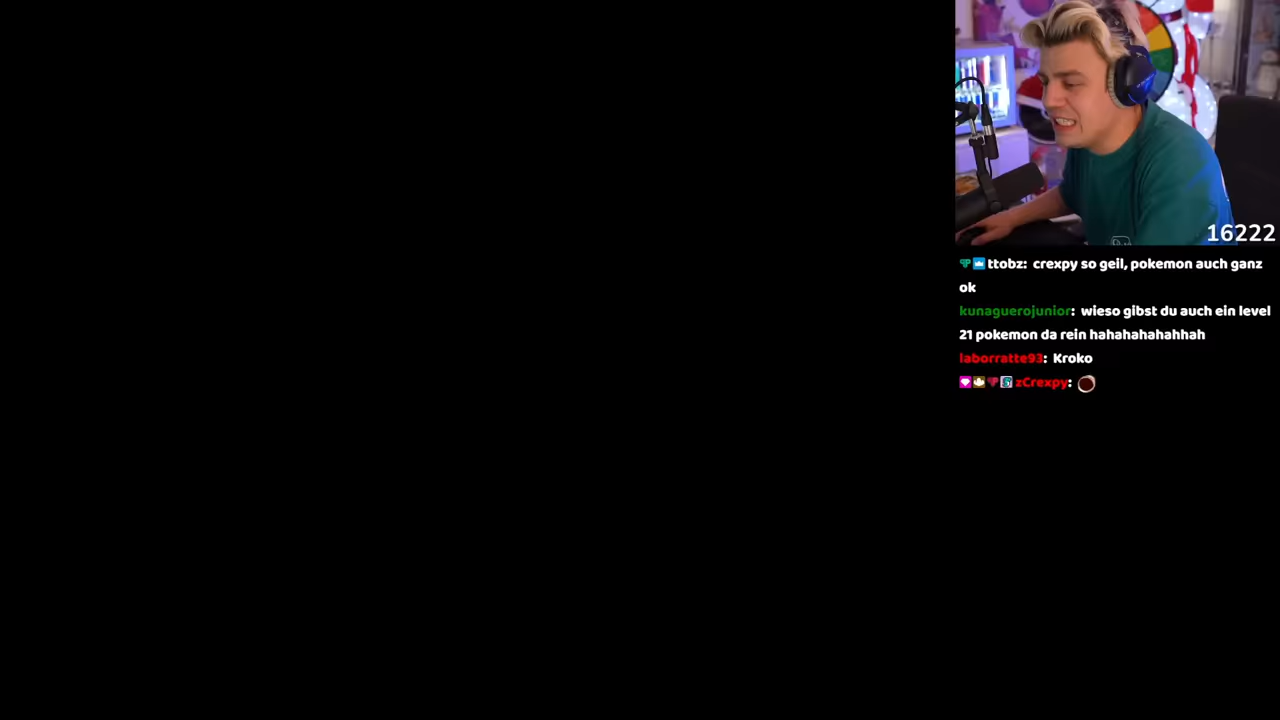 16222
ttobz: crexpy so geil, pokemon auch ganz
ok
kunaguerojunior: wieso gibst du auch ein level
21 pokemon da rein hahahahahahhah
laborratte93: Kroko
zCrexpy: